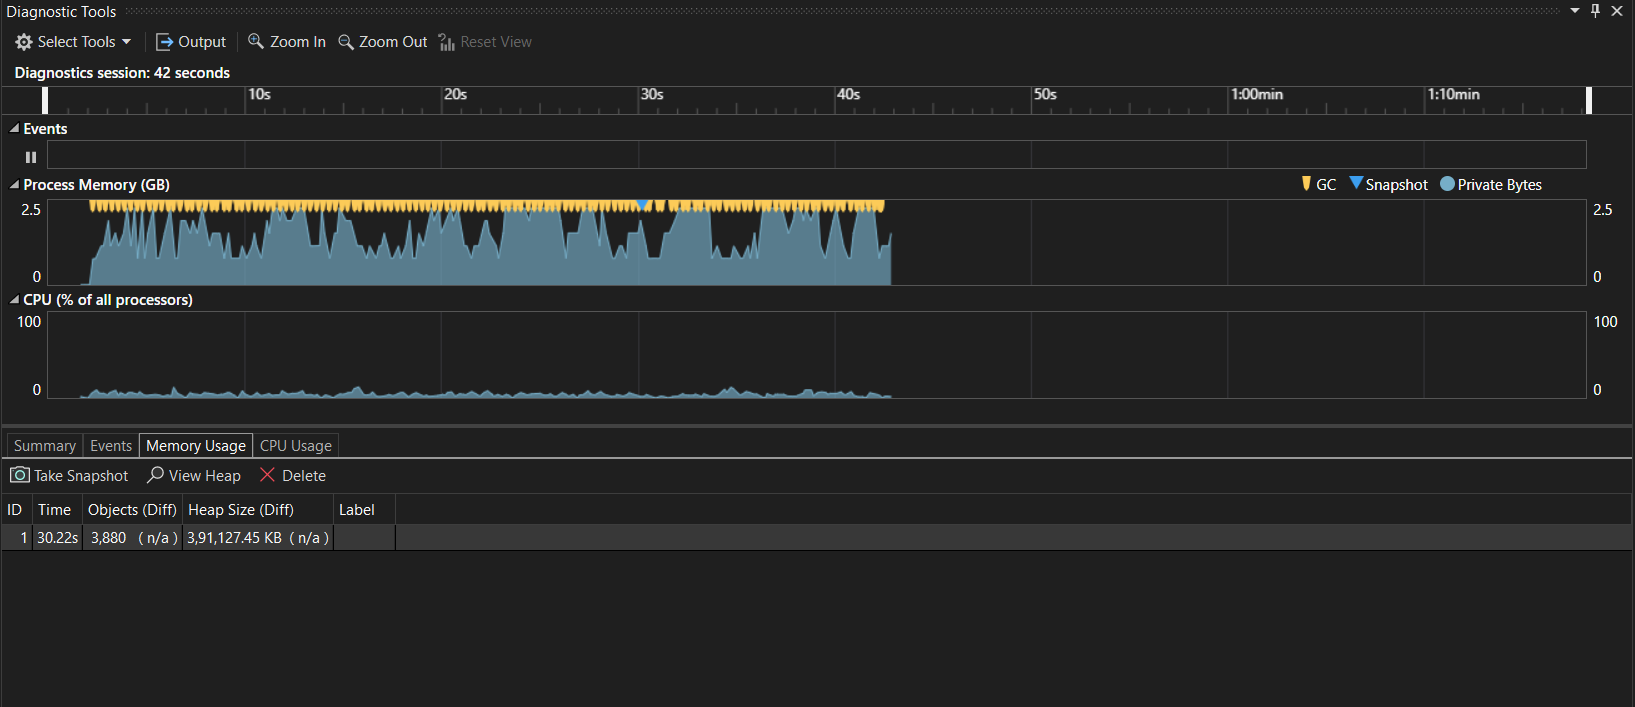 Diagnostic Tools
Select Tools Output Zoom In Zoom Out Reset View
Diagnostics session: 42 seconds
10s 20s 30s 40s 50s 1:00min 1:10min
Events
Process Memory (GB) GC Snapshot Private Bytes
2.5 2.5
0 0
CPU (% of all processors)
100 100
0 0
Summary Events Memory Usage CPU Usage
Take Snapshot View Heap Delete
ID Time Objects (Diff) Heap Size (Diff) Label
1 30.22s 3,880 ( n/a ) 3,91,127.45 KB ( n/a )